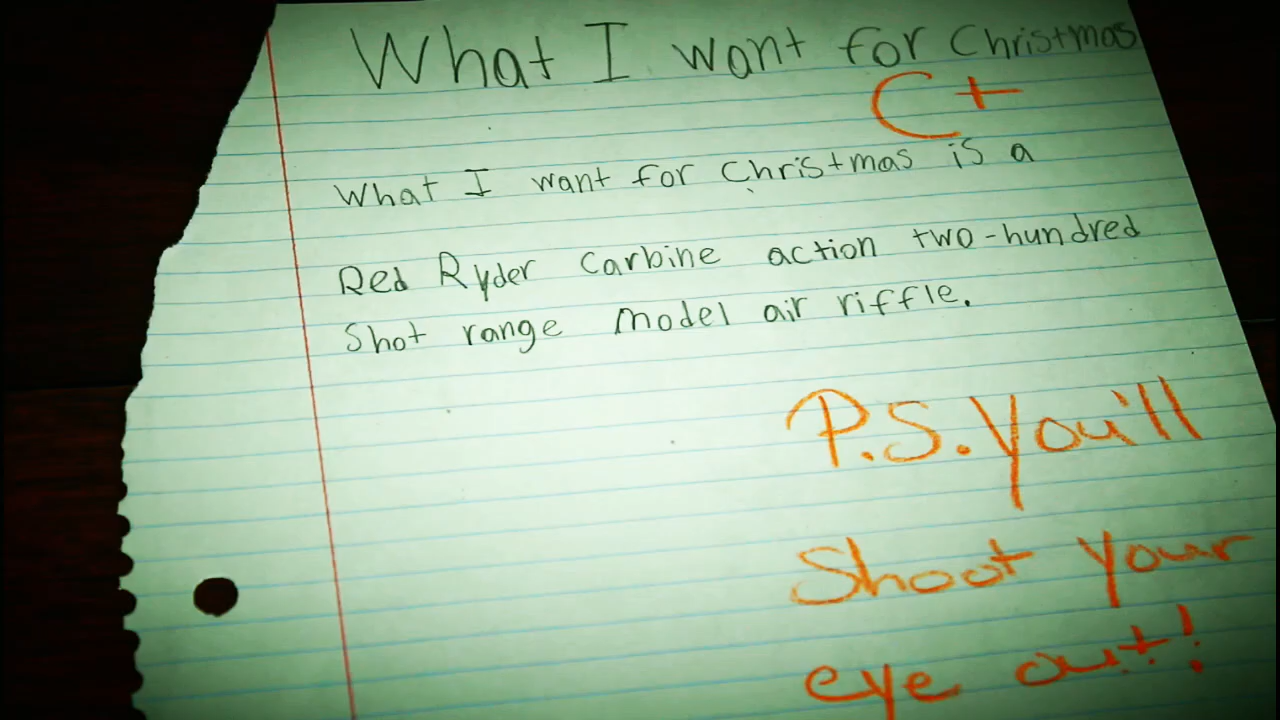 What I want for Christmas
C+
What I want for Christmas is a
Red Ryder carbine action two-hundred
Shot range model air riffle.
P.S. You'll
Shoot your
eye out!